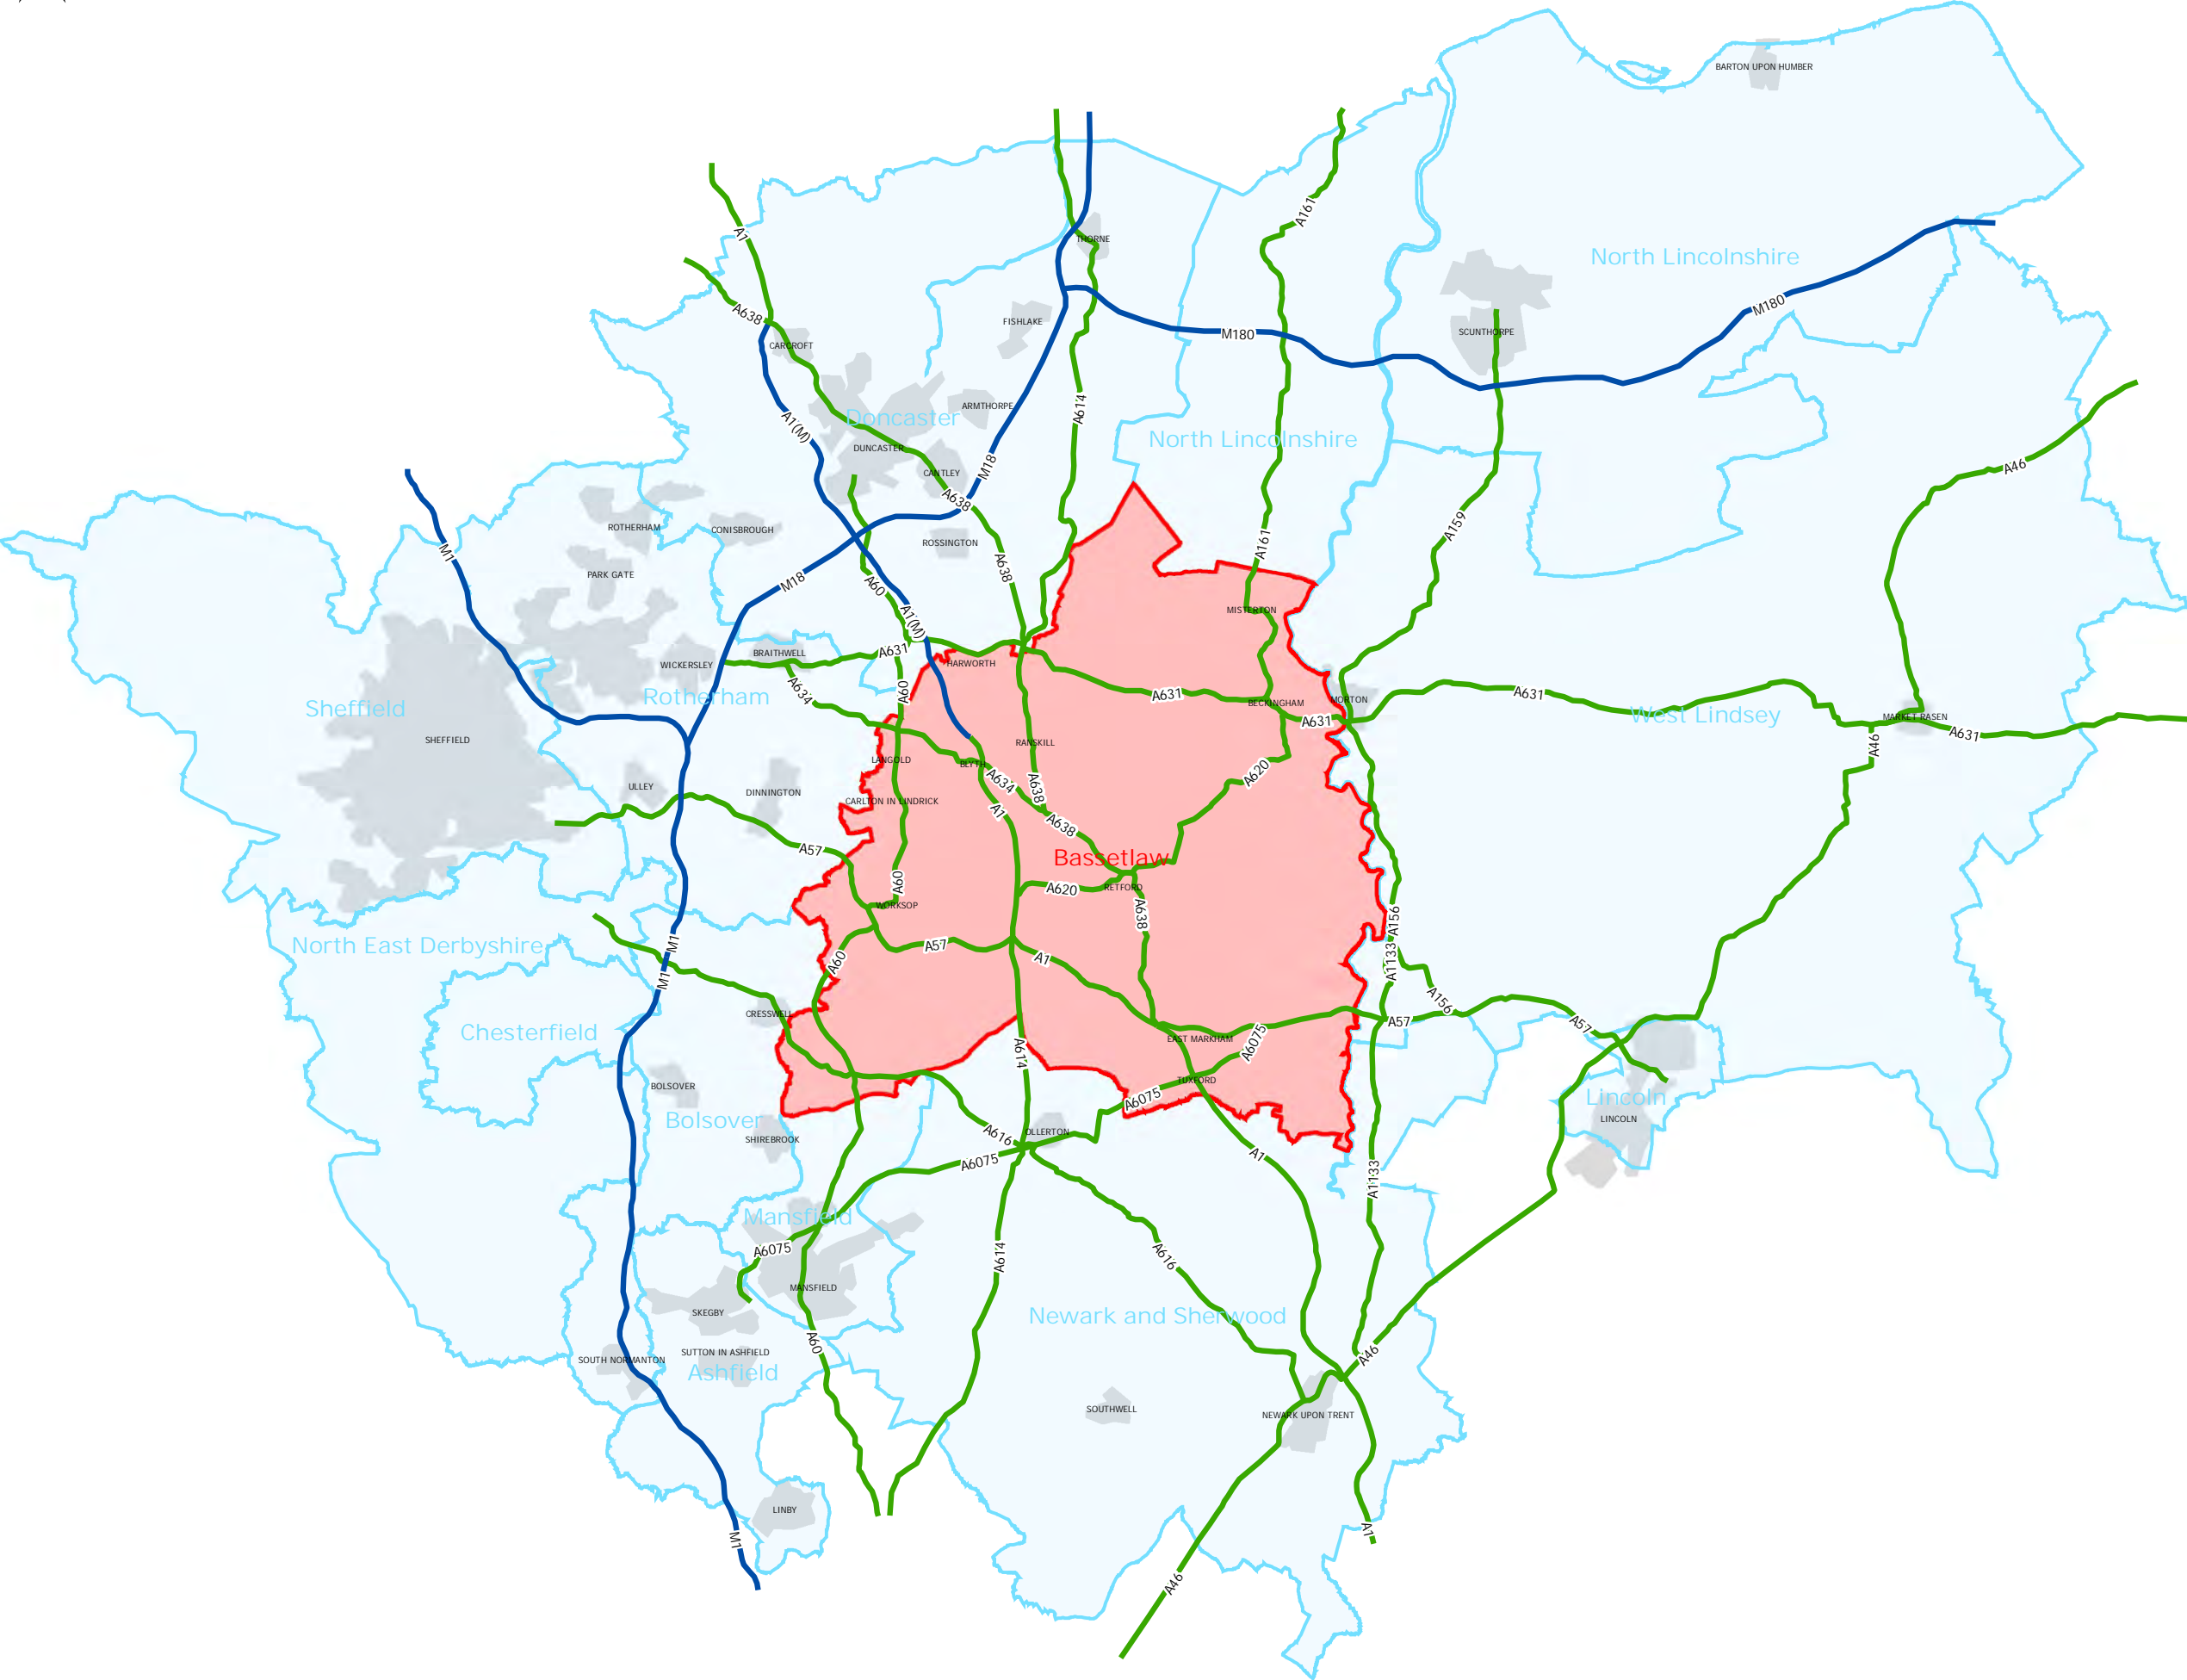 BARTON UPON HUMBER
A161
A1
THORNE
North Lincolnshire
A638
M180
FISHLAKE
M180
SCUNTHORPE
CARCROFT
ARMTHORPE
A614
Doncaster
A1(M)
North Lincolnshire
DUNCASTER
CANTLEY
M18
A46
A638
ROTHERHAM
CONISBROUGH
A159
ROSSINGTON
A161
M1
A638
PARK GATE
M18
A60
MISTERTON
A1(M)
BRAITHWELL
A631
WICKERSLEY
HARWORTH
A634
A60
Rotherham
A631
A631
MORTON
BECKINGHAM
Sheffield
A631
West Lindsey
MARKET RASEN
A631
SHEFFIELD
RANSKILL
A46
LANGOLD
BLYTH
A634
A620
ULLEY
DINNINGTON
A638
CARLTON IN LINDRICK
A1
A638
A57
Bassetlaw
A60
A620
RETFORD
WORKSOP
A638
A156
North East Derbyshire
M1
A57
A60
A1
A1133
M1
A156
CRESSWELL
A57
A57
Chesterfield
EAST MARKHAM
A6075
A614
TUXFORD
BOLSOVER
A6075
Lincoln
Bolsover
LINCOLN
SHIREBROOK
A616
OLLERTON
A6075
A1
A1133
Mansfield
A6075
A614
A616
MANSFIELD
SKEGBY
Newark and Sherwood
A60
SUTTON IN ASHFIELD
A46
SOUTH NORMANTON
Ashfield
SOUTHWELL
NEWARK UPON TRENT
LINBY
M1
A1
A46